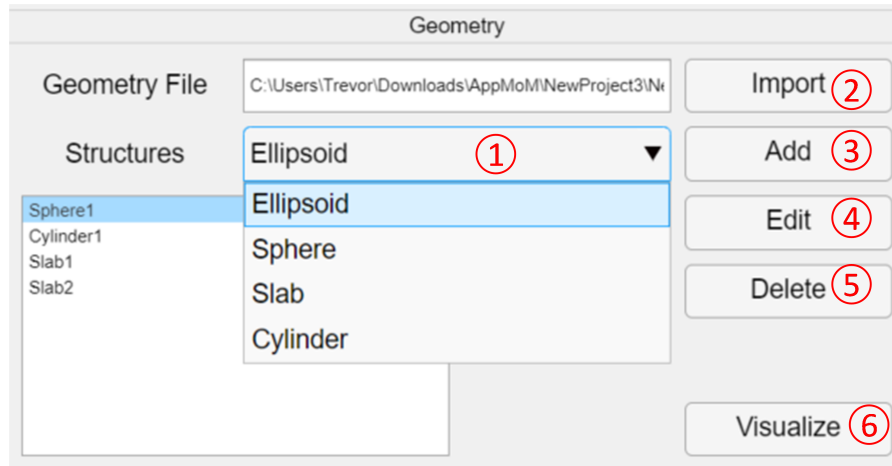 Geometry
Geometry File C:\Users\Trevor\Downloads\AppMoM\NewProject3\Ne Import ②
Structures Ellipsoid ① ▼ Add ③
Sphere1 Ellipsoid Edit ④
Cylinder1 Sphere
Slab1 Slab Delete ⑤
Slab2 Cylinder
Visualize ⑥